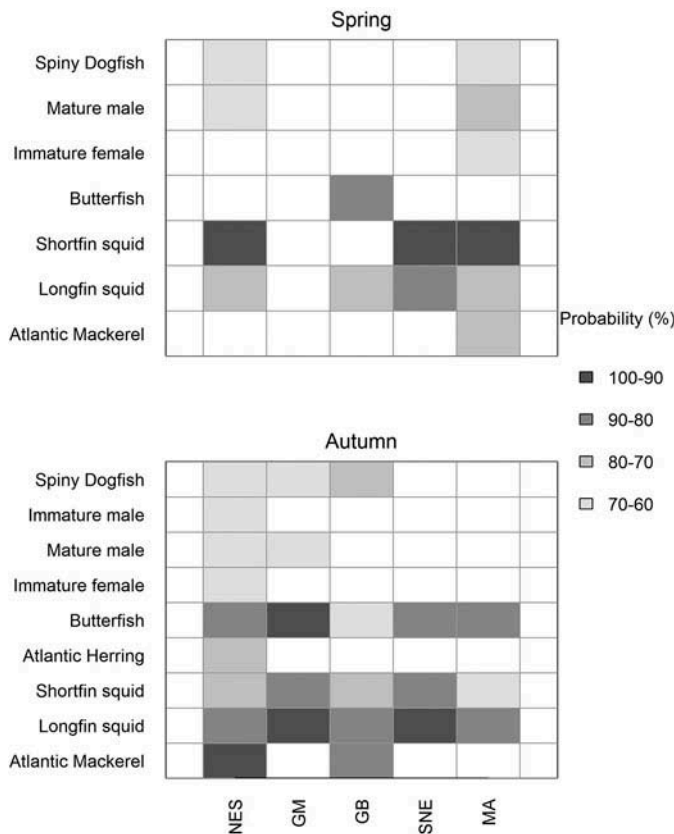 Spring
Spiny Dogfish
Mature male
Immature female
Butterfish
Shortfin squid
Longfin squid
Atlantic Mackerel
Probability (%)
100-90
90-80
80-70
70-60
Autumn
Spiny Dogfish
Immature male
Mature male
Immature female
Butterfish
Atlantic Herring
Shortfin squid
Longfin squid
Atlantic Mackerel
NES
GM
GB
SNE
MA